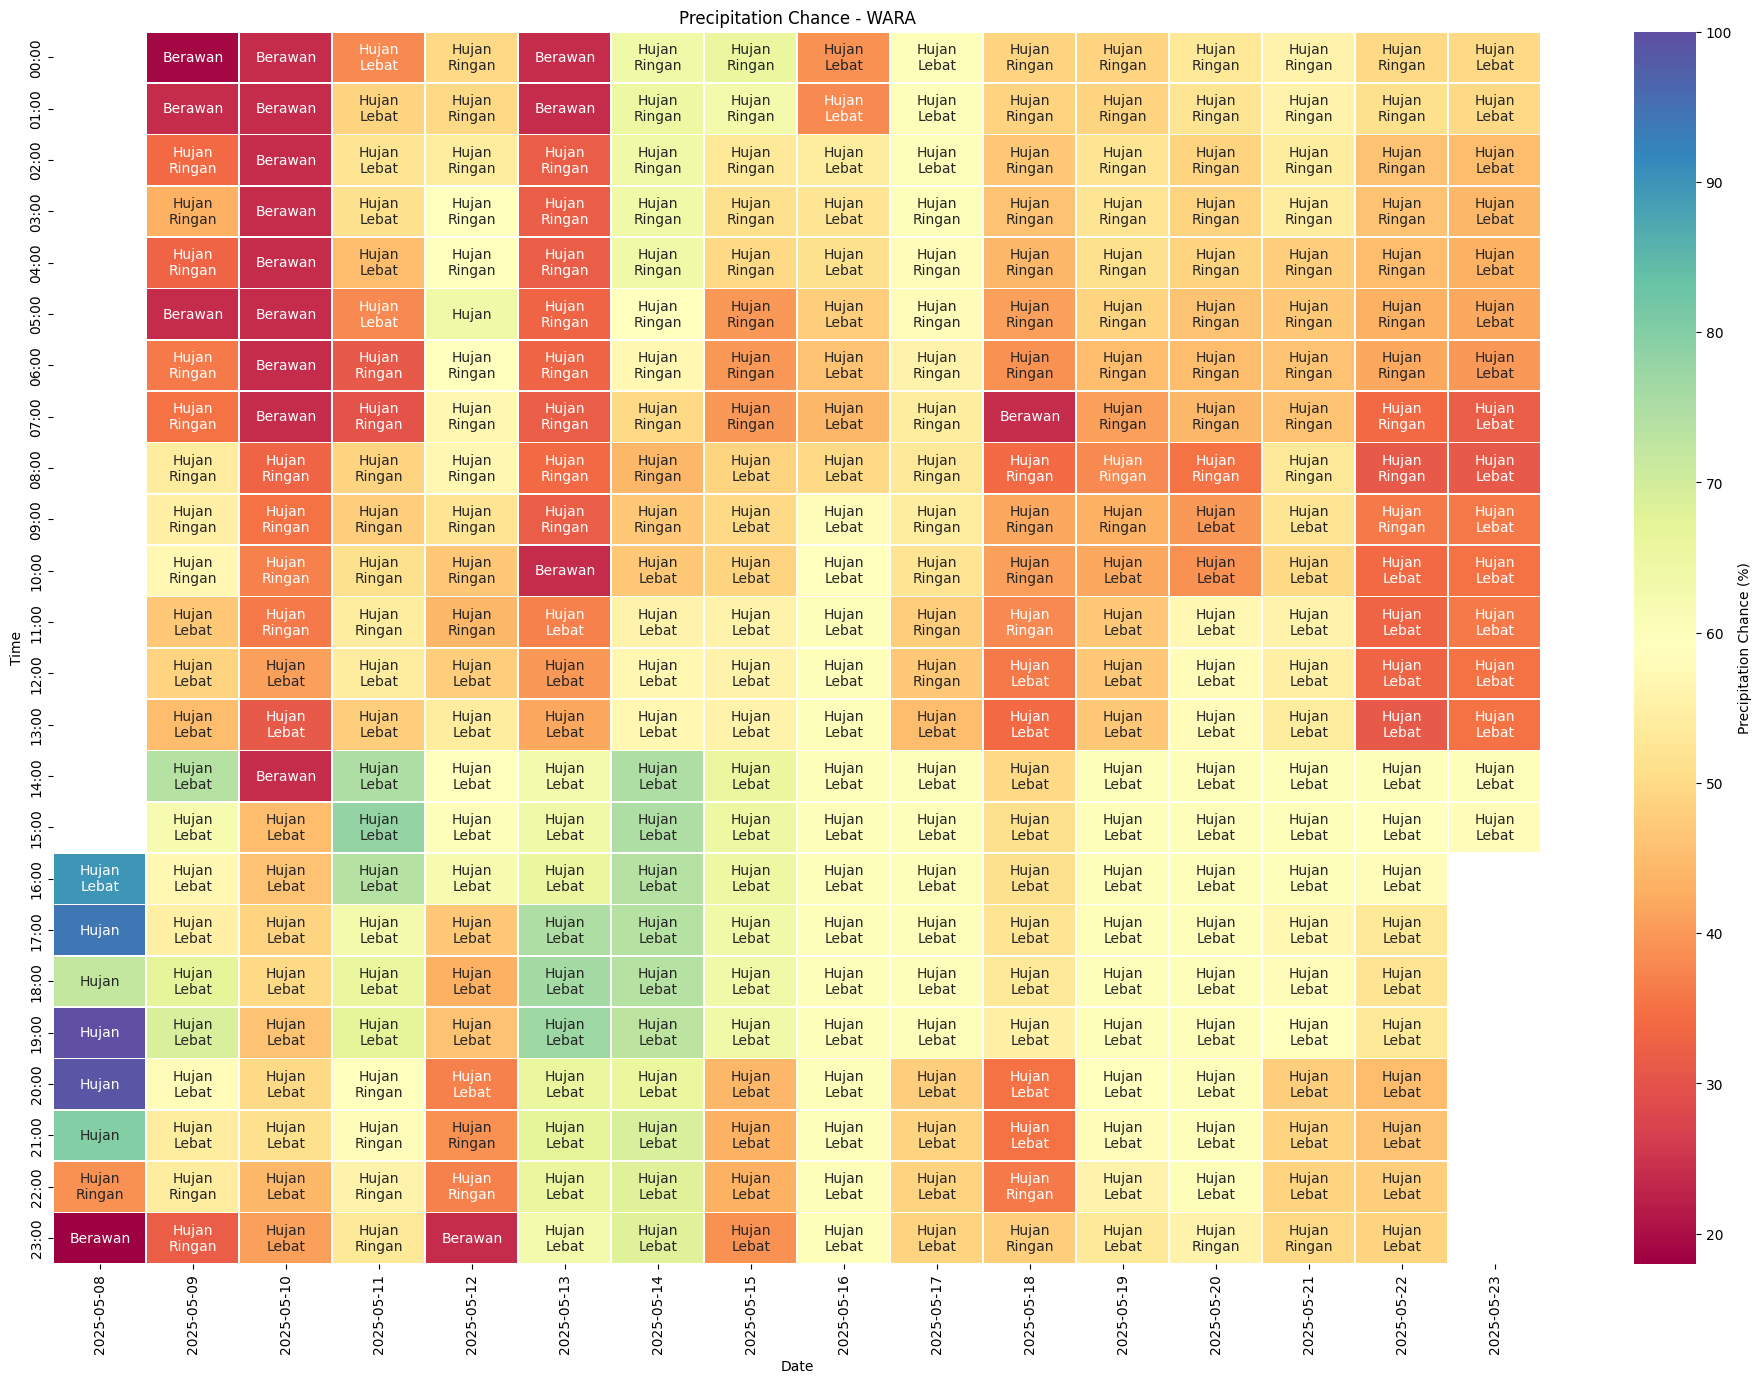 Precipitation Chance - WARA
00:00 Berawan Berawan Hujan Lebat Hujan Ringan Berawan Hujan Ringan Hujan Ringan Hujan Lebat Hujan Lebat Hujan Ringan Hujan Ringan Hujan Ringan Hujan Ringan Hujan Ringan Hujan Lebat
01:00 Berawan Berawan Hujan Lebat Hujan Ringan Berawan Hujan Ringan Hujan Ringan Hujan Lebat Hujan Lebat Hujan Ringan Hujan Ringan Hujan Ringan Hujan Ringan Hujan Ringan Hujan Lebat
02:00 Hujan Ringan Berawan Hujan Lebat Hujan Ringan Hujan Ringan Hujan Ringan Hujan Ringan Hujan Lebat Hujan Lebat Hujan Ringan Hujan Ringan Hujan Ringan Hujan Ringan Hujan Ringan Hujan Lebat
03:00 Hujan Ringan Berawan Hujan Lebat Hujan Ringan Hujan Ringan Hujan Ringan Hujan Ringan Hujan Lebat Hujan Ringan Hujan Ringan Hujan Ringan Hujan Ringan Hujan Ringan Hujan Ringan Hujan Lebat
04:00 Hujan Ringan Berawan Hujan Lebat Hujan Ringan Hujan Ringan Hujan Ringan Hujan Ringan Hujan Lebat Hujan Ringan Hujan Ringan Hujan Ringan Hujan Ringan Hujan Ringan Hujan Ringan Hujan Lebat
05:00 Berawan Berawan Hujan Lebat Hujan Hujan Ringan Hujan Ringan Hujan Ringan Hujan Lebat Hujan Ringan Hujan Ringan Hujan Ringan Hujan Ringan Hujan Ringan Hujan Ringan Hujan Lebat
06:00 Hujan Ringan Berawan Hujan Ringan Hujan Ringan Hujan Ringan Hujan Ringan Hujan Ringan Hujan Lebat Hujan Ringan Hujan Ringan Hujan Ringan Hujan Ringan Hujan Ringan Hujan Ringan Hujan Lebat
07:00 Hujan Ringan Berawan Hujan Ringan Hujan Ringan Hujan Ringan Hujan Ringan Hujan Ringan Hujan Lebat Hujan Ringan Berawan Hujan Ringan Hujan Ringan Hujan Ringan Hujan Ringan Hujan Lebat
08:00 Hujan Ringan Hujan Ringan Hujan Ringan Hujan Ringan Hujan Ringan Hujan Ringan Hujan Lebat Hujan Lebat Hujan Ringan Hujan Ringan Hujan Ringan Hujan Ringan Hujan Ringan Hujan Ringan Hujan Lebat
09:00 Hujan Ringan Hujan Ringan Hujan Ringan Hujan Ringan Hujan Ringan Hujan Ringan Hujan Lebat Hujan Lebat Hujan Ringan Hujan Ringan Hujan Ringan Hujan Lebat Hujan Lebat Hujan Ringan Hujan Lebat
10:00 Hujan Ringan Hujan Ringan Hujan Ringan Hujan Ringan Berawan Hujan Lebat Hujan Lebat Hujan Lebat Hujan Ringan Hujan Ringan Hujan Lebat Hujan Lebat Hujan Lebat Hujan Lebat Hujan Lebat
11:00 Hujan Lebat Hujan Ringan Hujan Ringan Hujan Ringan Hujan Lebat Hujan Lebat Hujan Lebat Hujan Lebat Hujan Ringan Hujan Ringan Hujan Lebat Hujan Lebat Hujan Lebat Hujan Lebat Hujan Lebat
12:00 Hujan Lebat Hujan Lebat Hujan Lebat Hujan Lebat Hujan Lebat Hujan Lebat Hujan Lebat Hujan Lebat Hujan Ringan Hujan Lebat Hujan Lebat Hujan Lebat Hujan Lebat Hujan Lebat Hujan Lebat
13:00 Hujan Lebat Hujan Lebat Hujan Lebat Hujan Lebat Hujan Lebat Hujan Lebat Hujan Lebat Hujan Lebat Hujan Lebat Hujan Lebat Hujan Lebat Hujan Lebat Hujan Lebat Hujan Lebat Hujan Lebat
14:00 Hujan Lebat Berawan Hujan Lebat Hujan Lebat Hujan Lebat Hujan Lebat Hujan Lebat Hujan Lebat Hujan Lebat Hujan Lebat Hujan Lebat Hujan Lebat Hujan Lebat Hujan Lebat Hujan Lebat
15:00 Hujan Lebat Hujan Lebat Hujan Lebat Hujan Lebat Hujan Lebat Hujan Lebat Hujan Lebat Hujan Lebat Hujan Lebat Hujan Lebat Hujan Lebat Hujan Lebat Hujan Lebat Hujan Lebat Hujan Lebat
16:00 Hujan Lebat Hujan Lebat Hujan Lebat Hujan Lebat Hujan Lebat Hujan Lebat Hujan Lebat Hujan Lebat Hujan Lebat Hujan Lebat Hujan Lebat Hujan Lebat Hujan Lebat Hujan Lebat Hujan Lebat
17:00 Hujan Hujan Lebat Hujan Lebat Hujan Lebat Hujan Lebat Hujan Lebat Hujan Lebat Hujan Lebat Hujan Lebat Hujan Lebat Hujan Lebat Hujan Lebat Hujan Lebat Hujan Lebat Hujan Lebat
18:00 Hujan Hujan Lebat Hujan Lebat Hujan Lebat Hujan Lebat Hujan Lebat Hujan Lebat Hujan Lebat Hujan Lebat Hujan Lebat Hujan Lebat Hujan Lebat Hujan Lebat Hujan Lebat Hujan Lebat
19:00 Hujan Hujan Lebat Hujan Lebat Hujan Lebat Hujan Lebat Hujan Lebat Hujan Lebat Hujan Lebat Hujan Lebat Hujan Lebat Hujan Lebat Hujan Lebat Hujan Lebat Hujan Lebat Hujan Lebat
20:00 Hujan Hujan Lebat Hujan Lebat Hujan Ringan Hujan Lebat Hujan Lebat Hujan Lebat Hujan Lebat Hujan Lebat Hujan Lebat Hujan Lebat Hujan Lebat Hujan Lebat Hujan Lebat Hujan Lebat
21:00 Hujan Hujan Lebat Hujan Lebat Hujan Ringan Hujan Ringan Hujan Lebat Hujan Lebat Hujan Lebat Hujan Lebat Hujan Lebat Hujan Lebat Hujan Lebat Hujan Lebat Hujan Lebat Hujan Lebat
22:00 Hujan Ringan Hujan Ringan Hujan Lebat Hujan Ringan Hujan Ringan Hujan Lebat Hujan Lebat Hujan Lebat Hujan Lebat Hujan Lebat Hujan Ringan Hujan Lebat Hujan Lebat Hujan Lebat Hujan Lebat
23:00 Berawan Hujan Ringan Hujan Lebat Hujan Ringan Berawan Hujan Lebat Hujan Lebat Hujan Lebat Hujan Lebat Hujan Lebat Hujan Ringan Hujan Lebat Hujan Ringan Hujan Ringan Hujan Lebat
2025-05-08 2025-05-09 2025-05-10 2025-05-11 2025-05-12 2025-05-13 2025-05-14 2025-05-15 2025-05-16 2025-05-17 2025-05-18 2025-05-19 2025-05-20 2025-05-21 2025-05-22 2025-05-23
Date
Time
100
90
80
70
60
50
40
30
20
Precipitation Chance (%)